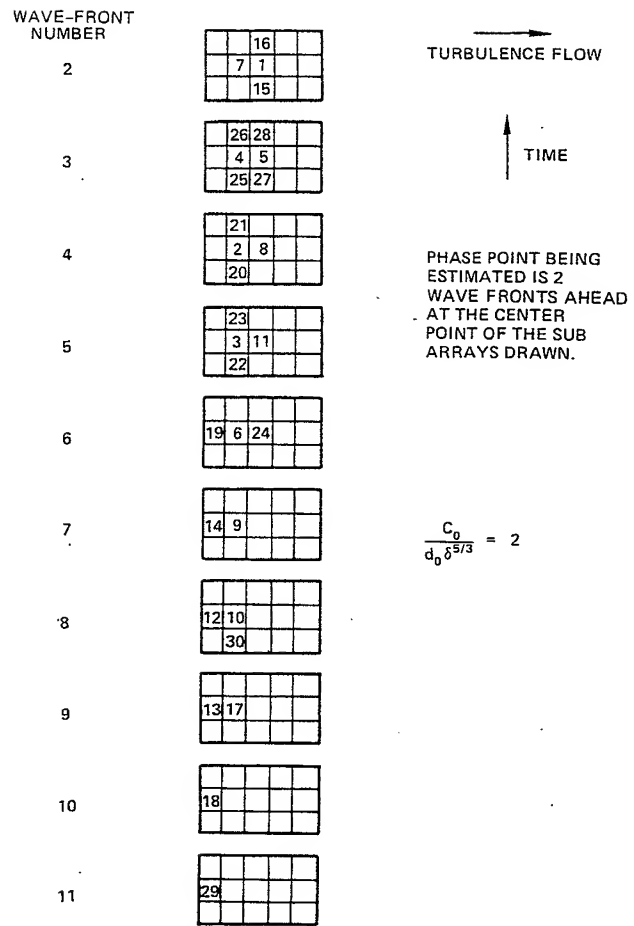 WAVE-FRONT
NUMBER
TURBULENCE FLOW
2
16
7 1
15
TIME
3
26 28
4 5
25 27
4
21
2 8
20
PHASE POINT BEING
ESTIMATED IS 2
WAVE FRONTS AHEAD
AT THE CENTER
POINT OF THE SUB
ARRAYS DRAWN.
5
23
3 11
22
6
19 6 24
7
14 9
C₀ / d₀ δ^5/3 = 2
8
12 10
30
9
13 17
10
18
11
29